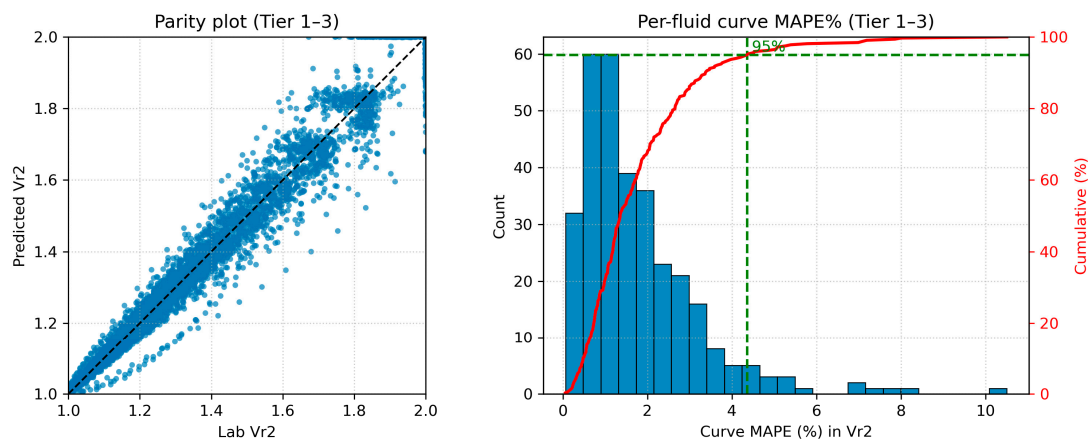 Parity plot (Tier 1–3)
2.0
1.8
1.6
1.4
1.2
1.0
Predicted Vr2
1.0 1.2 1.4 1.6 1.8 2.0
Lab Vr2
Per-fluid curve MAPE% (Tier 1–3)
60
50
40
30
20
10
0
Count
95%
100
80
60
40
20
0
Cumulative (%)
0 2 4 6 8 10
Curve MAPE (%) in Vr2